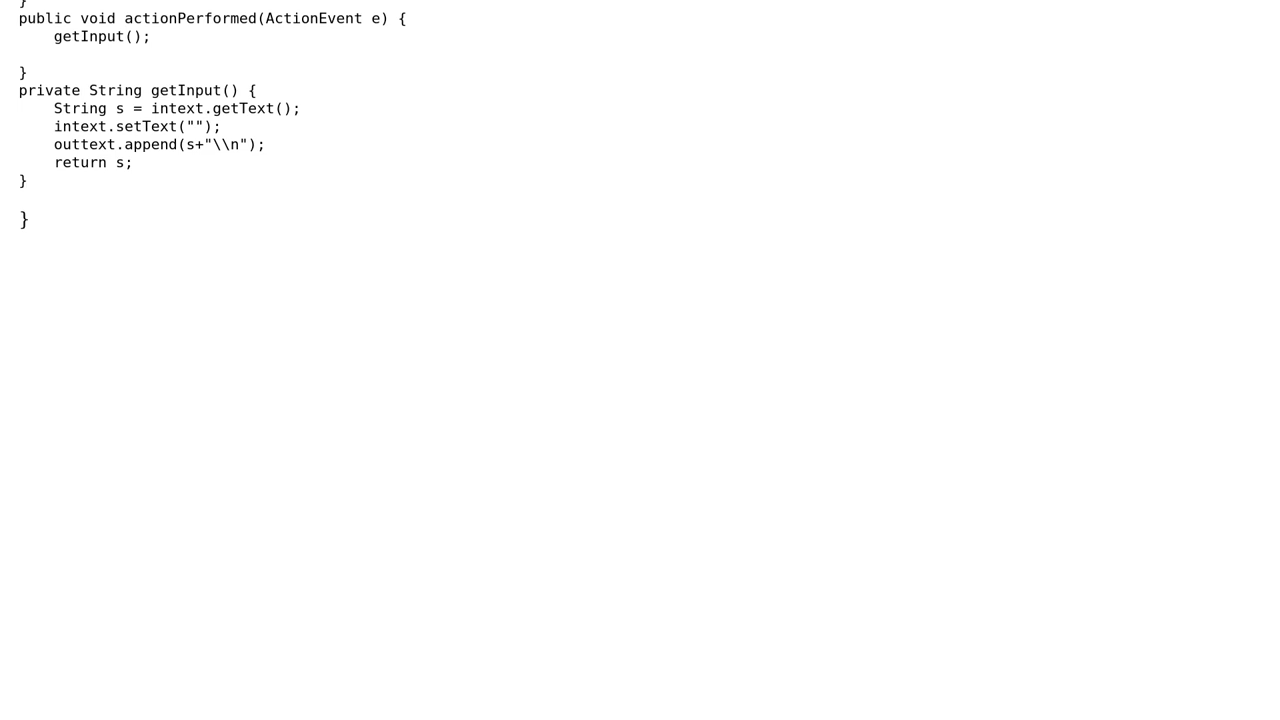 }
public void actionPerformed(ActionEvent e) {
    getInput();
}
private String getInput() {
    String s = intext.getText();
    intext.setText("");
    outtext.append(s+"\\n");
    return s;
}
}